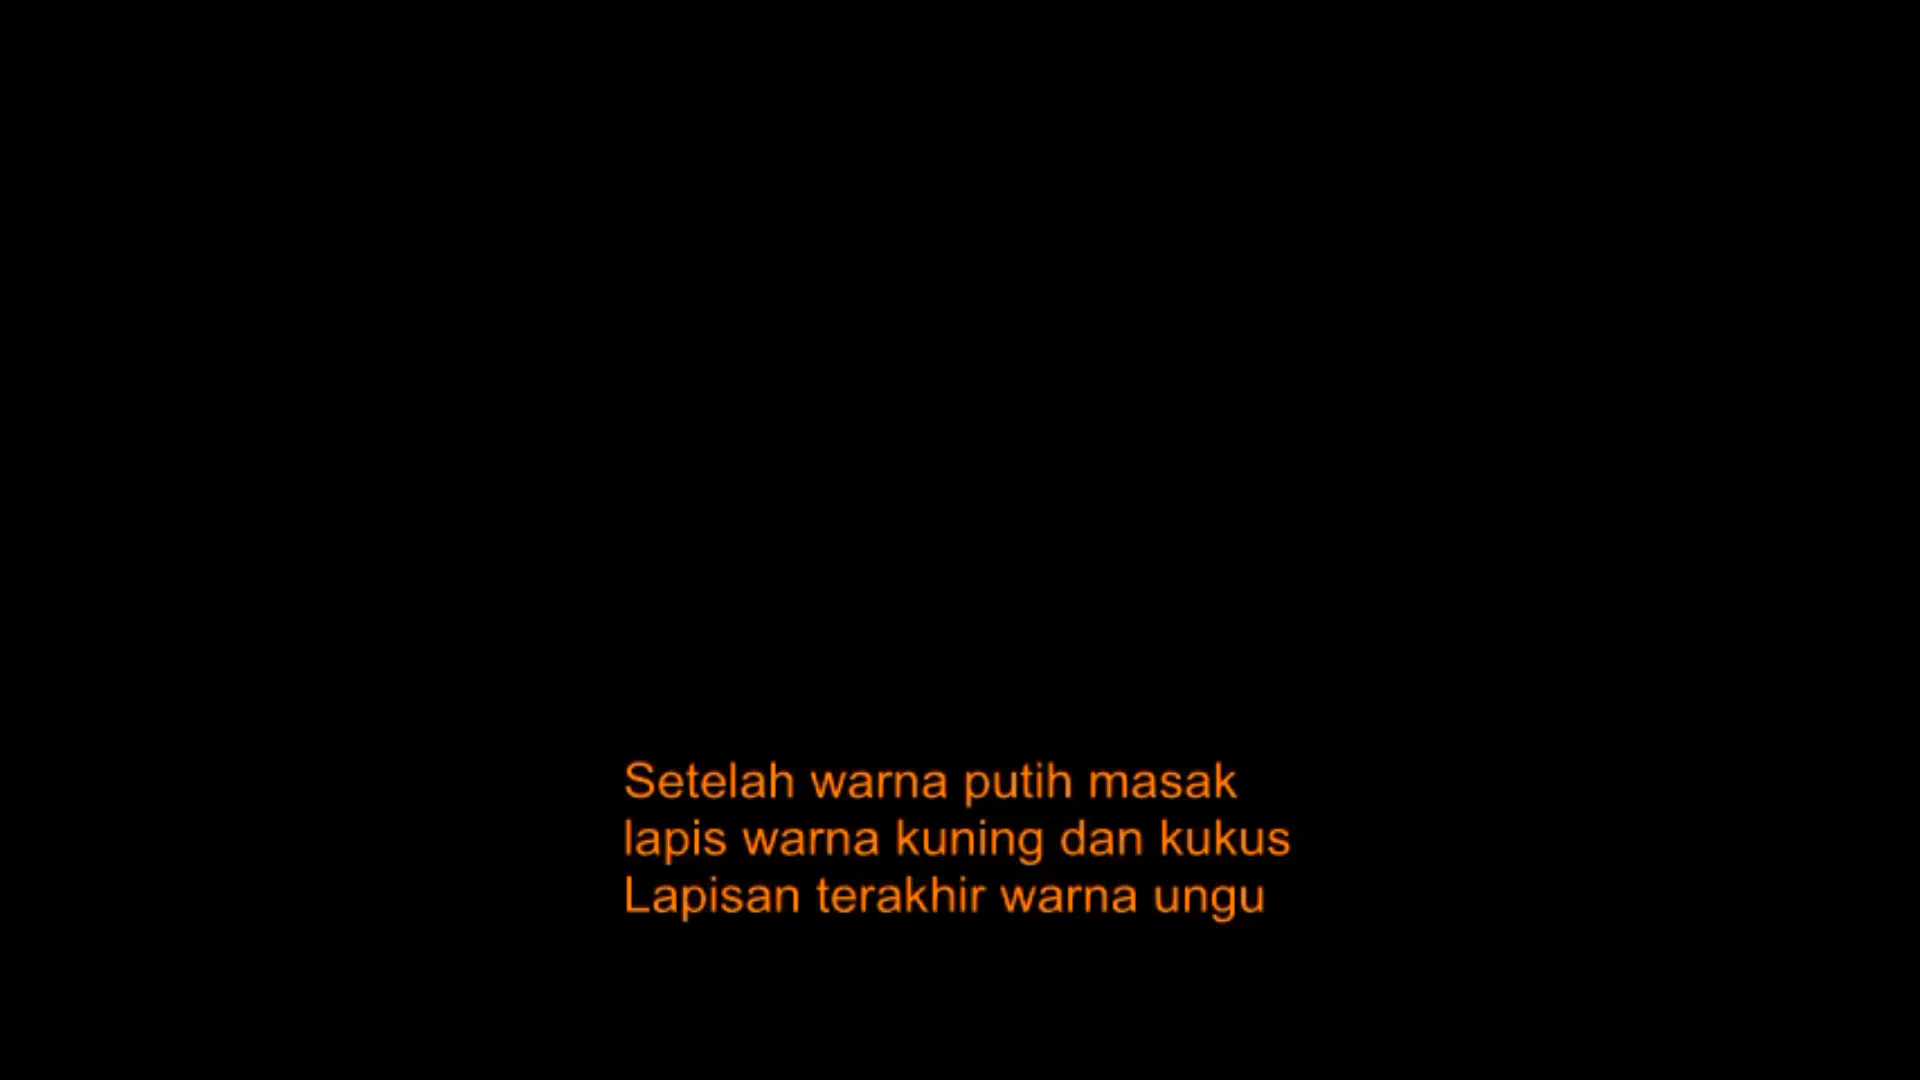 Setelah warna putih masak
lapis warna kuning dan kukus
Lapisan terakhir warna ungu